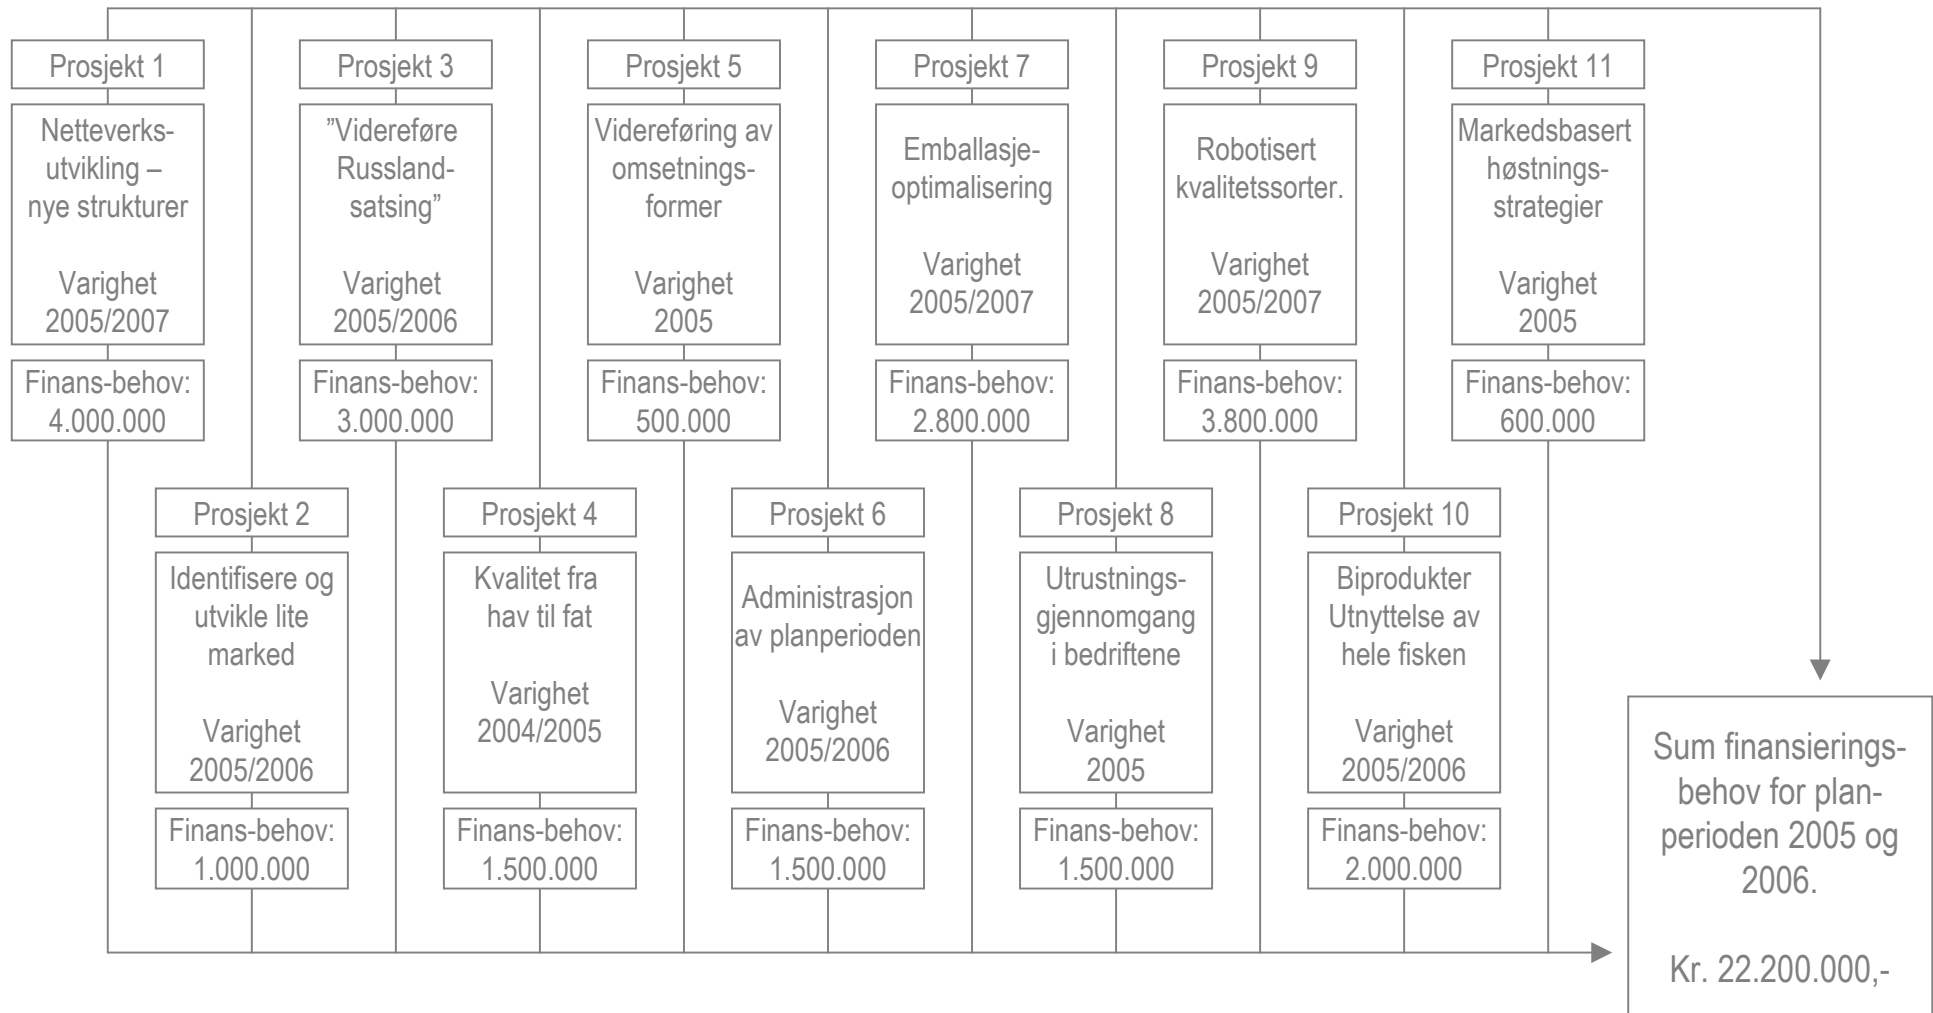 Prosjekt 1
Netteverks-
utvikling –
nye strukturer
Varighet
2005/2007
Finans-behov:
4.000.000
Prosjekt 2
Identifisere og
utvikle lite
marked
Varighet
2005/2006
Finans-behov:
1.000.000
Prosjekt 3
”Videreføre
Russland-
satsing”
Varighet
2005/2006
Finans-behov:
3.000.000
Prosjekt 4
Kvalitet fra
hav til fat
Varighet
2004/2005
Finans-behov:
1.500.000
Prosjekt 5
Videreføring av
omsetnings-
former
Varighet
2005
Finans-behov:
500.000
Prosjekt 6
Administrasjon
av planperioden
Varighet
2005/2006
Finans-behov:
1.500.000
Prosjekt 7
Emballasje-
optimalisering
Varighet
2005/2007
Finans-behov:
2.800.000
Prosjekt 8
Utrustnings-
gjennomgang
i bedriftene
Varighet
2005
Finans-behov:
1.500.000
Prosjekt 9
Robotisert
kvalitetssorter.
Varighet
2005/2007
Finans-behov:
3.800.000
Prosjekt 10
Biprodukter
Utnyttelse av
hele fisken
Varighet
2005/2006
Finans-behov:
2.000.000
Prosjekt 11
Markedsbasert
høstnings-
strategier
Varighet
2005
Finans-behov:
600.000
Sum finansierings-
behov for plan-
perioden 2005 og
2006.
Kr. 22.200.000,-